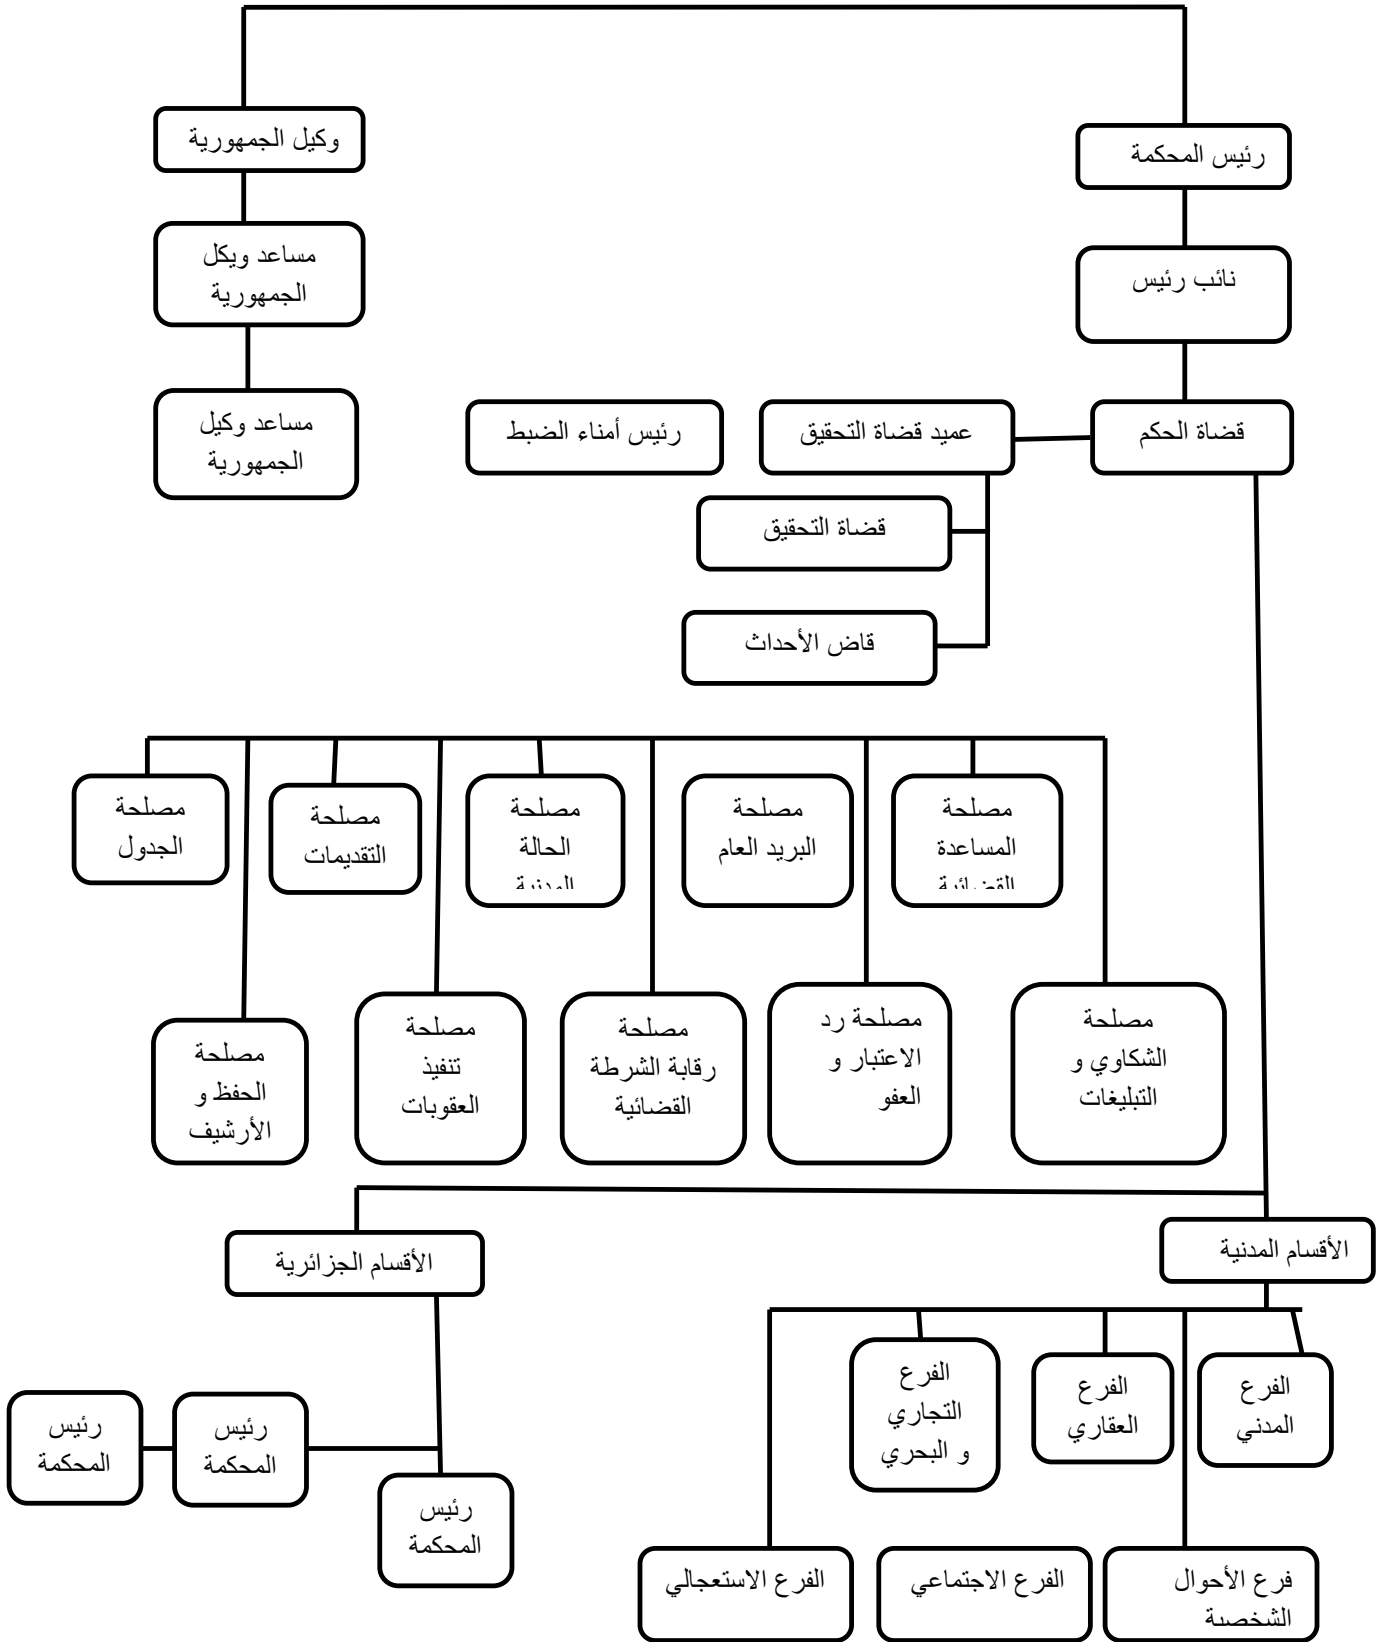 وكيل الجمهورية
رئيس المحكمة
مساعد ويكل
الجمهورية
نائب رئيس
مساعد وكيل
الجمهورية
رئيس أمناء الضبط
عميد قضاة التحقيق
قضاة الحكم
قضاة التحقيق
قاض الأحداث
مصلحة
الجدول
مصلحة
التقديمات
مصلحة
الحالة
المدنية
مصلحة
البريد العام
مصلحة
المساعدة
القضائية
مصلحة
الحفظ و
الأرشيف
مصلحة
تنفيذ
العقوبات
مصلحة
رقابة الشرطة
القضائية
مصلحة رد
الاعتبار و
العفو
مصلحة
الشكاوي و
التبليغات
الأقسام الجزائرية
الأقسام المدنية
الفرع
المدني
الفرع
العقاري
الفرع
التجاري
و البحري
رئيس
المحكمة
رئيس
المحكمة
رئيس
المحكمة
فرع الأحوال
الشخصية
الفرع الاجتماعي
الفرع الاستعجالي